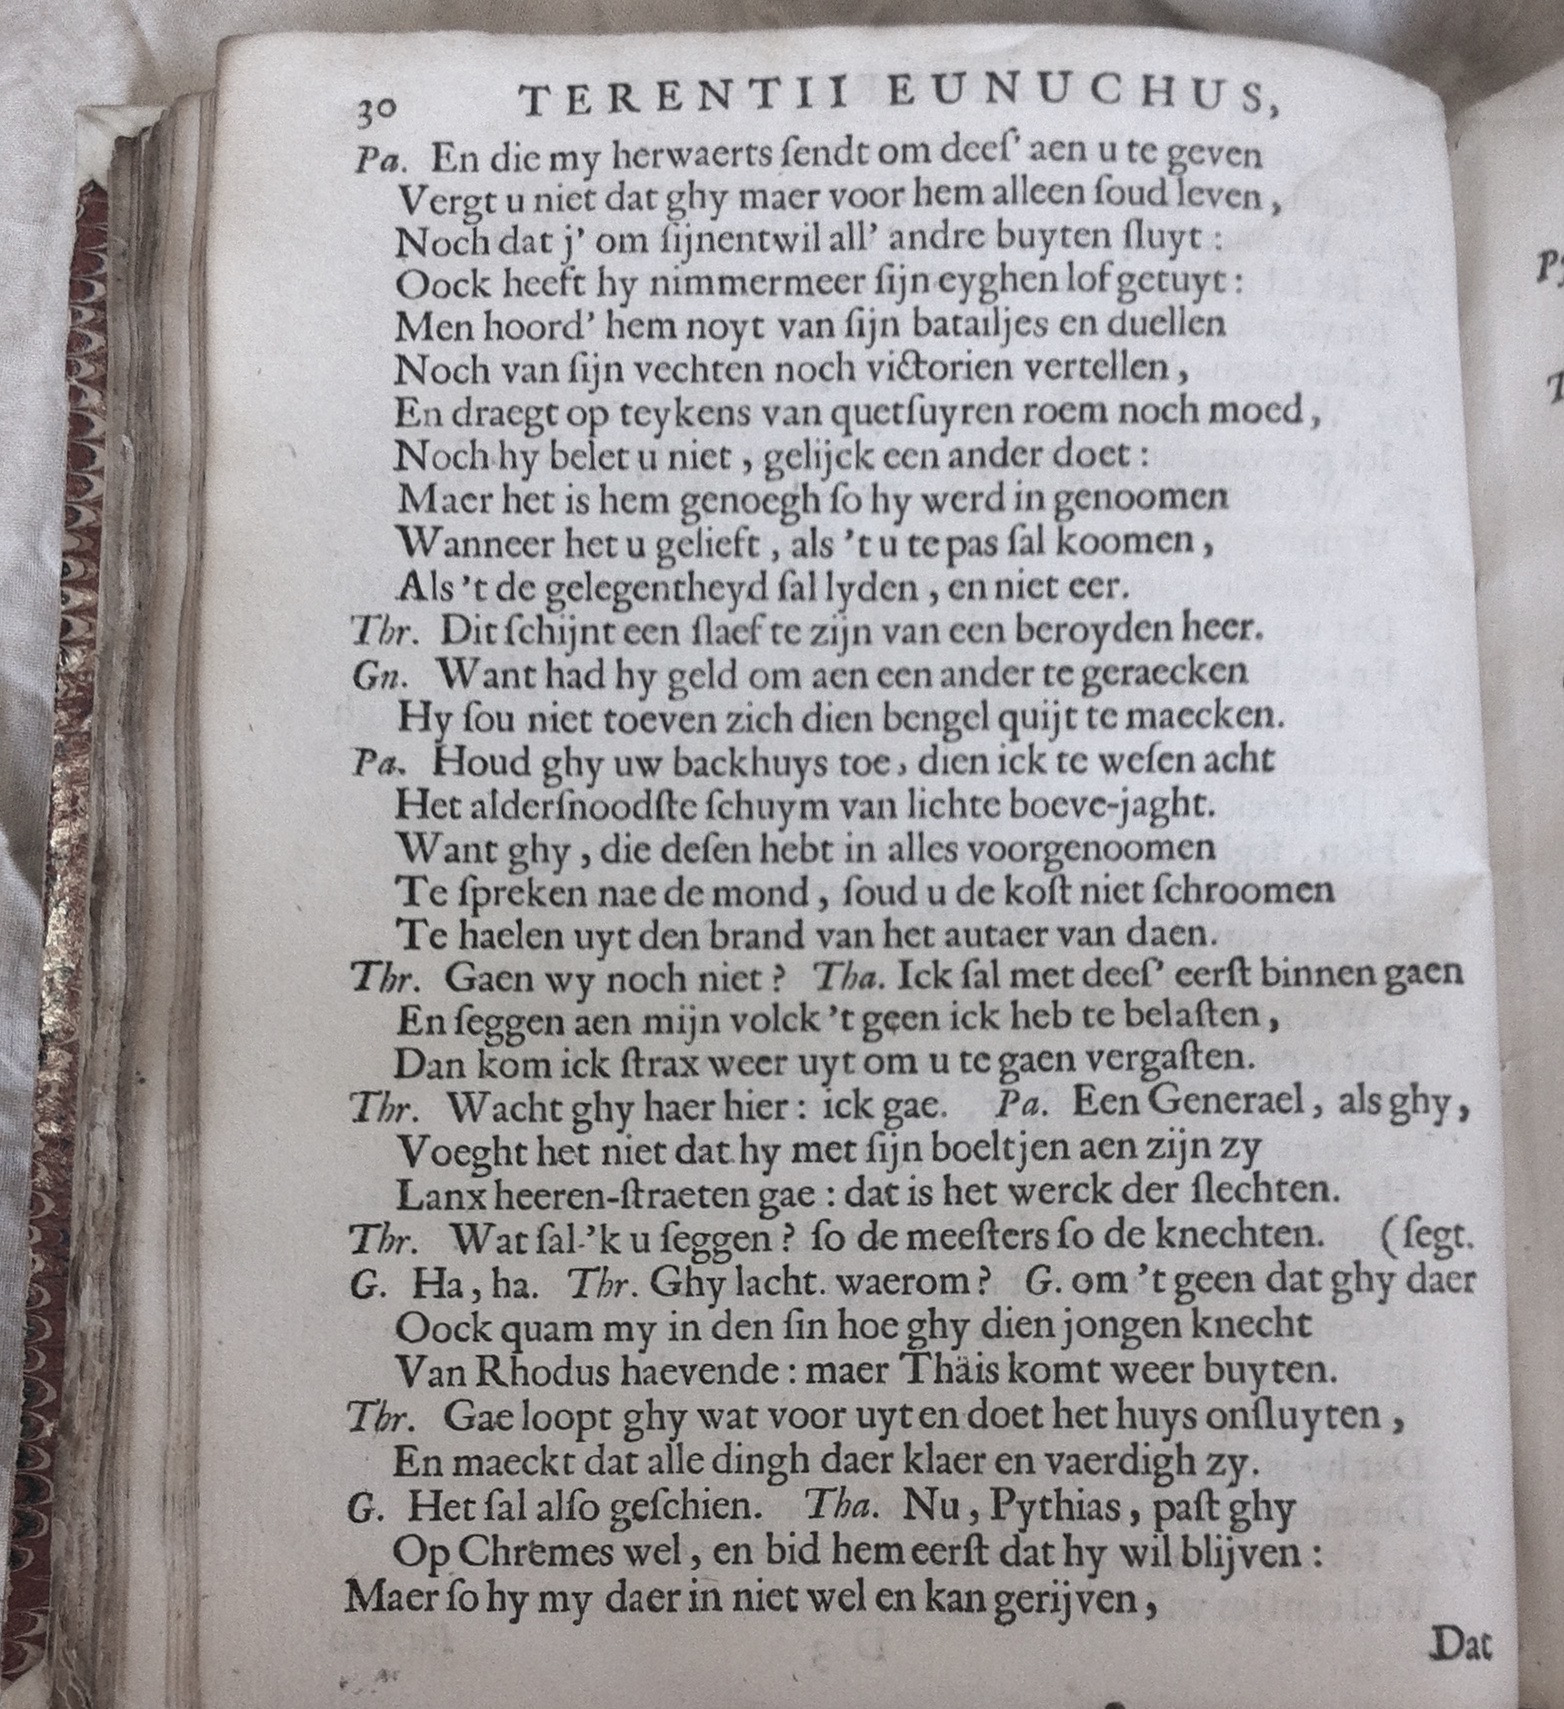 30 TERENTII EUNUCHUS,
Pa. En die my herwaerts ſendt om deeſ' aen u te geven
Vergt u niet dat ghy maer voor hem alleen ſoud leven,
Noch dat j' om ſijnentwil all' andre buyten ſluyt:
Oock heeft hy nimmermeer ſijn eyghen lof getuyt:
Men hoord' hem noyt van ſijn batailjes en duellen
Noch van ſijn vechten noch victorien vertellen,
En draegt op teykens van quetſuyren roem noch moed,
Noch hy belet u niet, gelijck een ander doet:
Maer het is hem genoegh ſo hy werd in genoomen
Wanneer het u gelieft, als 't u te pas ſal koomen,
Als 't de gelegentheyd ſal lyden, en niet eer.
Thr. Dit ſchijnt een ſlaef te zijn van een beroyden heer.
Gn. Want had hy geld om aen een ander te geraecken
Hy ſou niet toeven zich dien bengel quijt te maecken.
Pa. Houd ghy uw backhuys toe, dien ick te weſen acht
Het alderſnoodſte ſchuym van lichte boeve-jaght.
Want ghy, die deſen hebt in alles voorgenoomen
Te ſpreken nae de mond, ſoud u de koſt niet ſchroomen
Te haelen uyt den brand van het autaer van daen.
Thr. Gaen wy noch niet? Tha. Ick ſal met deeſ' eerſt binnen gaen
En ſeggen aen mijn volck 't geen ick heb te belaſten,
Dan kom ick ſtrax weer uyt om u te gaen vergaſten.
Thr. Wacht ghy haer hier: ick gae. Pa. Een Generael, als ghy,
Voeght het niet dat hy met ſijn boeltjen aen zijn zy
Lanx heeren-ſtraeten gae: dat is het werck der ſlechten.
Thr. Wat ſal-'k u ſeggen? ſo de meeſters ſo de knechten. (ſegt.
G. Ha, ha. Thr. Ghy lacht. waerom? G. om 't geen dat ghy daer
Oock quam my in den ſin hoe ghy dien jongen knecht
Van Rhodus haevende: maer Thäis komt weer buyten.
Thr. Gae loopt ghy wat voor uyt en doet het huys onſluyten,
En maeckt dat alle dingh daer klaer en vaerdigh zy.
G. Het ſal alſo geſchien. Tha. Nu, Pythias, paſt ghy
Op Chremes wel, en bid hem eerſt dat hy wil blijven:
Maer ſo hy my daer in niet wel en kan gerijven,
Dat